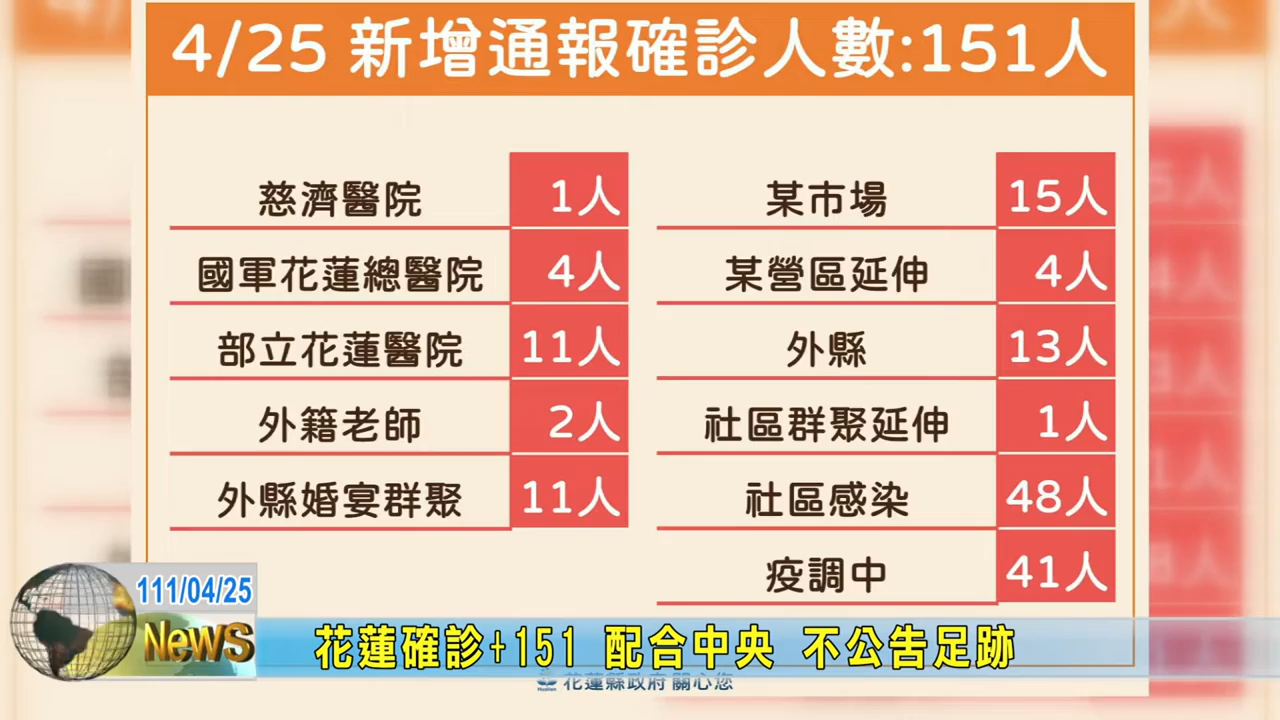 4/25 新增通報確診人數:151人
慈濟醫院 1人
國軍花蓮總醫院 4人
部立花蓮醫院 11人
外籍老師 2人
外縣婚宴群聚 11人
某市場 15人
某營區延伸 4人
外縣 13人
社區群聚延伸 1人
社區感染 48人
疫調中 41人
111/04/25
NewS
花蓮確診+151 配合中央 不公告足跡
花蓮縣政府 關心您